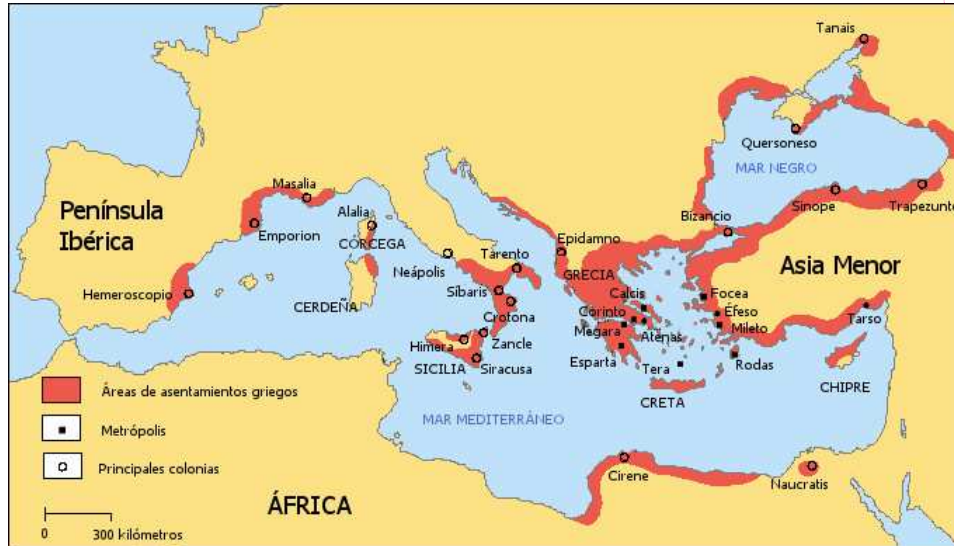 Tanais
Quersoneso
MAR NEGRO
Masalia
Península
Ibérica
Emporion
Alalia
CÓRCEGA
Bizancio
Sinope
Trapezunte
Epidamno
Neápolis
Tarento
GRECIA
Asia Menor
Hemeroscopio
CERDEÑA
Síbaris
Calcis
Focea
Crotona
Corinto
Éfeso
Tarso
Megara
Atenas
Mileto
Himera
Zancle
SICILIA
Siracusa
Esparta
Tera
Rodas
CHIPRE
CRETA
Áreas de asentamientos griegos
MAR MEDITERRÁNEO
Metrópolis
Principales colonias
Cirene
Naucratis
ÁFRICA
0 300 kilómetros